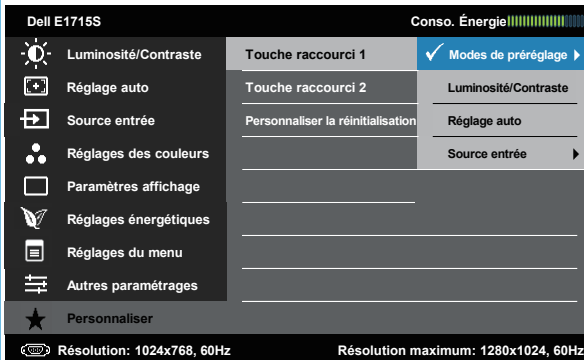 Dell E1715S Conso. Énergie
Luminosité/Contraste Touche raccourci 1 Modes de préréglage
Réglage auto Touche raccourci 2 Luminosité/Contraste
Source entrée Personnaliser la réinitialisation Réglage auto
Réglages des couleurs Source entrée
Paramètres affichage
Réglages énergétiques
Réglages du menu
Autres paramétrages
Personnaliser
Résolution: 1024x768, 60Hz Résolution maximum: 1280x1024, 60Hz